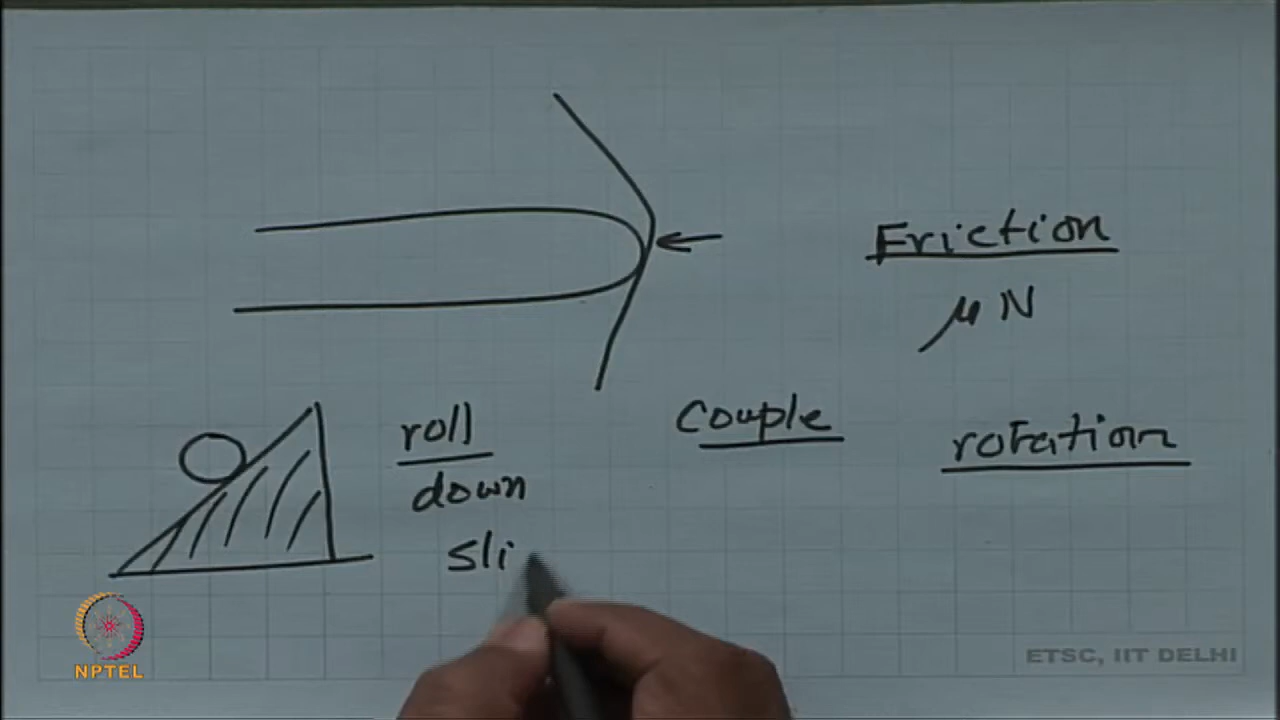 Friction
μN
roll
down
sli
couple
rotation
NPTEL
ETSC, IIT DELHI